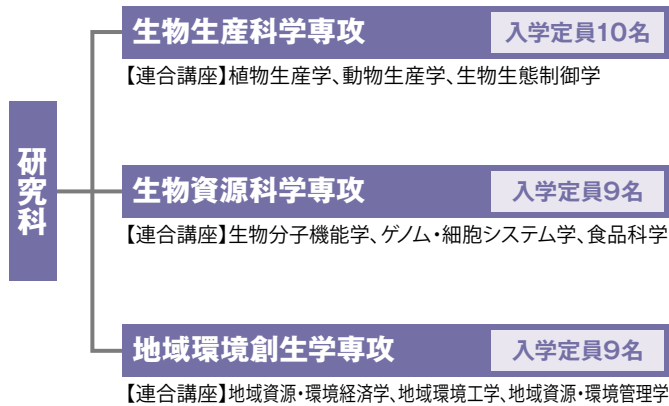 研究科
生物生産科学専攻 入学定員10名
【連合講座】植物生産学、動物生産学、生物生態制御学
生物資源科学専攻 入学定員9名
【連合講座】生物分子機能学、ゲノム・細胞システム学、食品科学
地域環境創生学専攻 入学定員9名
【連合講座】地域資源・環境経済学、地域環境工学、地域資源・環境管理学